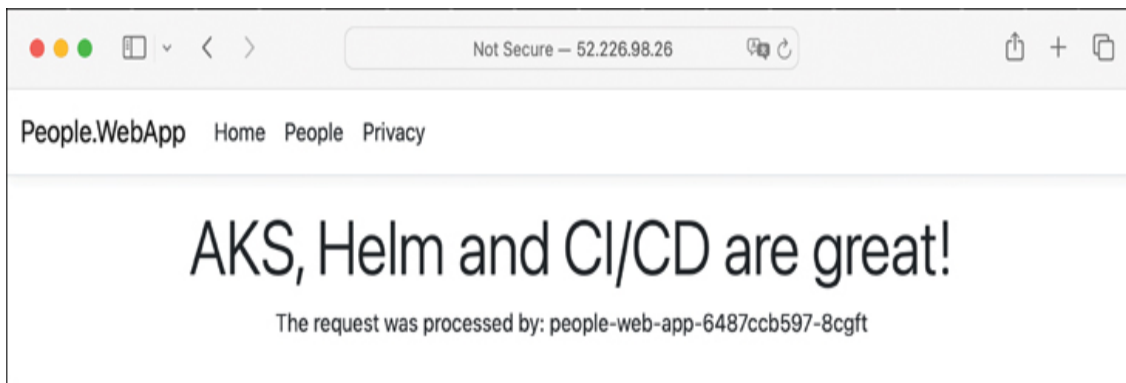 Not Secure — 52.226.98.26
People.WebApp Home People Privacy
AKS, Helm and CI/CD are great!
The request was processed by: people-web-app-6487ccb597-8cgft